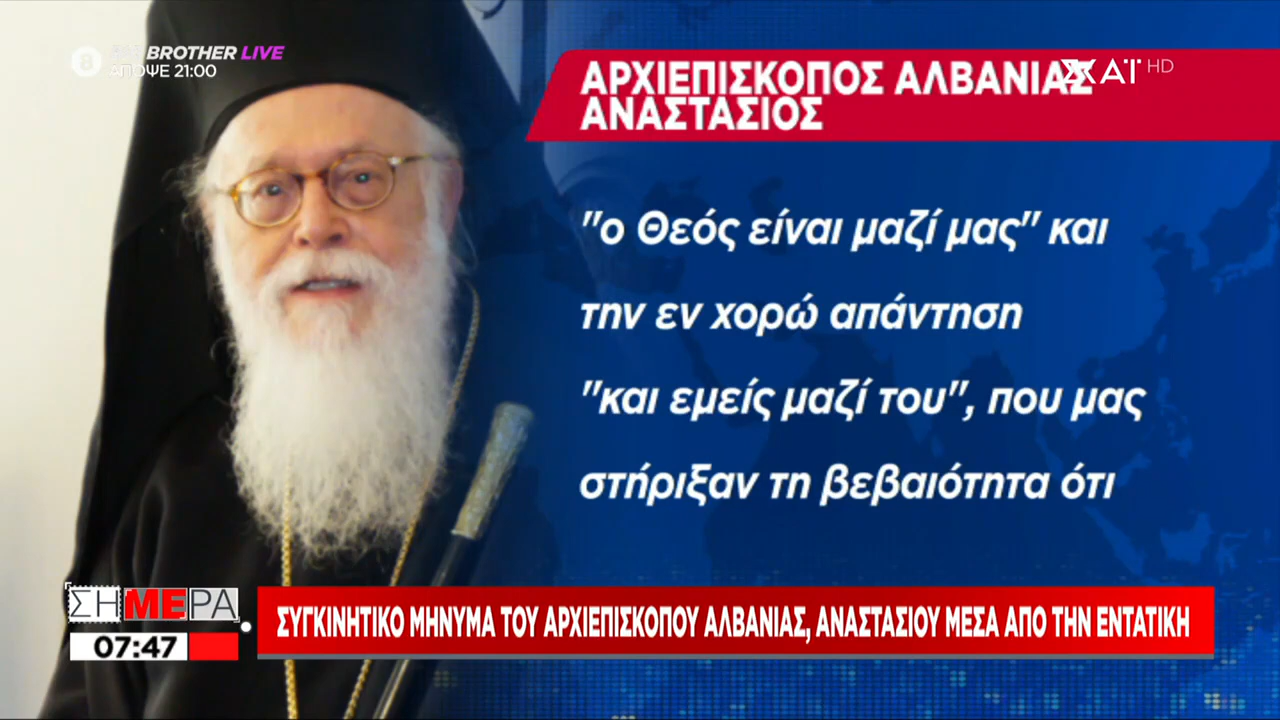 BROTHER LIVE
ΑΠΟΨΕ 21:00
ΣΚΑΪ HD
ΑΡΧΙΕΠΙΣΚΟΠΟΣ ΑΛΒΑΝΙΑΣ
ΑΝΑΣΤΑΣΙΟΣ
"ο Θεός είναι μαζί μας" και
την εν χορώ απάντηση
"και εμείς μαζί του", που μας
στήριξαν τη βεβαιότητα ότι
ΣΗΜΕΡΑ
ΣΥΓΚΙΝΗΤΙΚΟ ΜΗΝΥΜΑ ΤΟΥ ΑΡΧΙΕΠΙΣΚΟΠΟΥ ΑΛΒΑΝΙΑΣ, ΑΝΑΣΤΑΣΙΟΥ ΜΕΣΑ ΑΠΟ ΤΗΝ ΕΝΤΑΤΙΚΗ
07:47